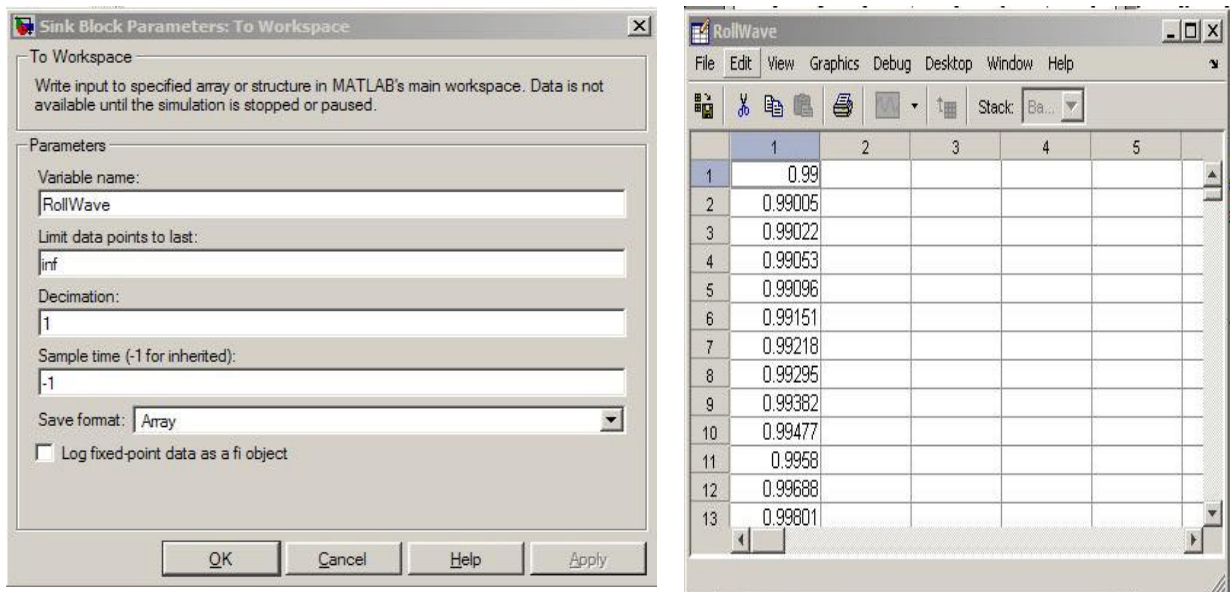 Sink Block Parameters: To Workspace
To Workspace
Write input to specified array or structure in MATLAB's main workspace. Data is not
available until the simulation is stopped or paused.
Parameters
Variable name:
RollWave
Limit data points to last:
inf
Decimation:
1
Sample time (-1 for inherited):
-1
Save format: Array
Log fixed-point data as a fi object
OK Cancel Help Apply
RollWave
File Edit View Graphics Debug Desktop Window Help
Stack: Ba...
1 2 3 4 5
1 0.99
2 0.99005
3 0.99022
4 0.99053
5 0.99096
6 0.99151
7 0.99218
8 0.99295
9 0.99382
10 0.99477
11 0.9958
12 0.99688
13 0.99801